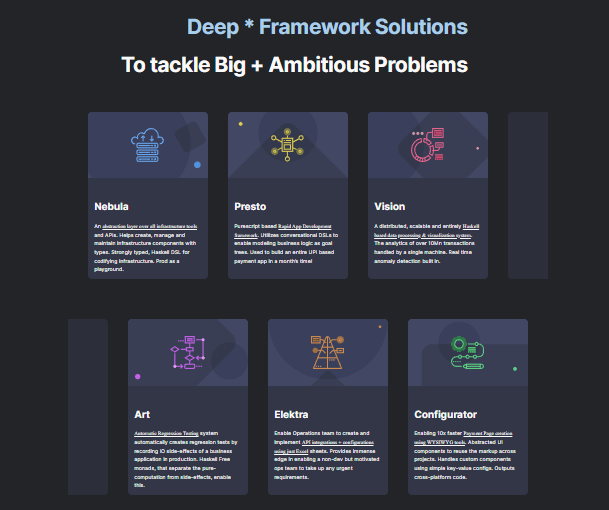 Deep * Framework Solutions
To tackle Big + Ambitious Problems
Nebula
An abstraction layer over all infrastructure tools
and APIs. Helps create, manage and
maintain infrastructure components with
types. Strongly typed, Haskell DSL for
codifying infrastructure. Prod as a
playground.
Presto
Purescript based Rapid App Development
framework. Utilizes conversational DSLs to
enable modeling business logic as goal
trees. Used to build an entire UPI based
payment app in a month's time!
Vision
A distributed, scalable and entirely Haskell
based data processing & visualization system.
The analytics of over 10Mn transactions
handled by a single machine. Real time
anomaly detection built in.
Art
Automatic Regression Testing system
automatically creates regression tests by
recording IO side-effects of a business
application in production. Haskell Free
monads, that separate the pure-
computation from side-effects, enable
this.
Elektra
Enable Operations team to create and
implement API integrations + configurations
using just Excel sheets. Provides immense
edge in enabling a non-dev but motivated
ops team to take up any urgent
requirements.
Configurator
Enabling 10x faster Payment Page creation
using WYSIWYG tools. Abstracted UI
components to reuse the markup across
projects. Handles custom components
using simple key-value configs. Outputs
cross-platform code.